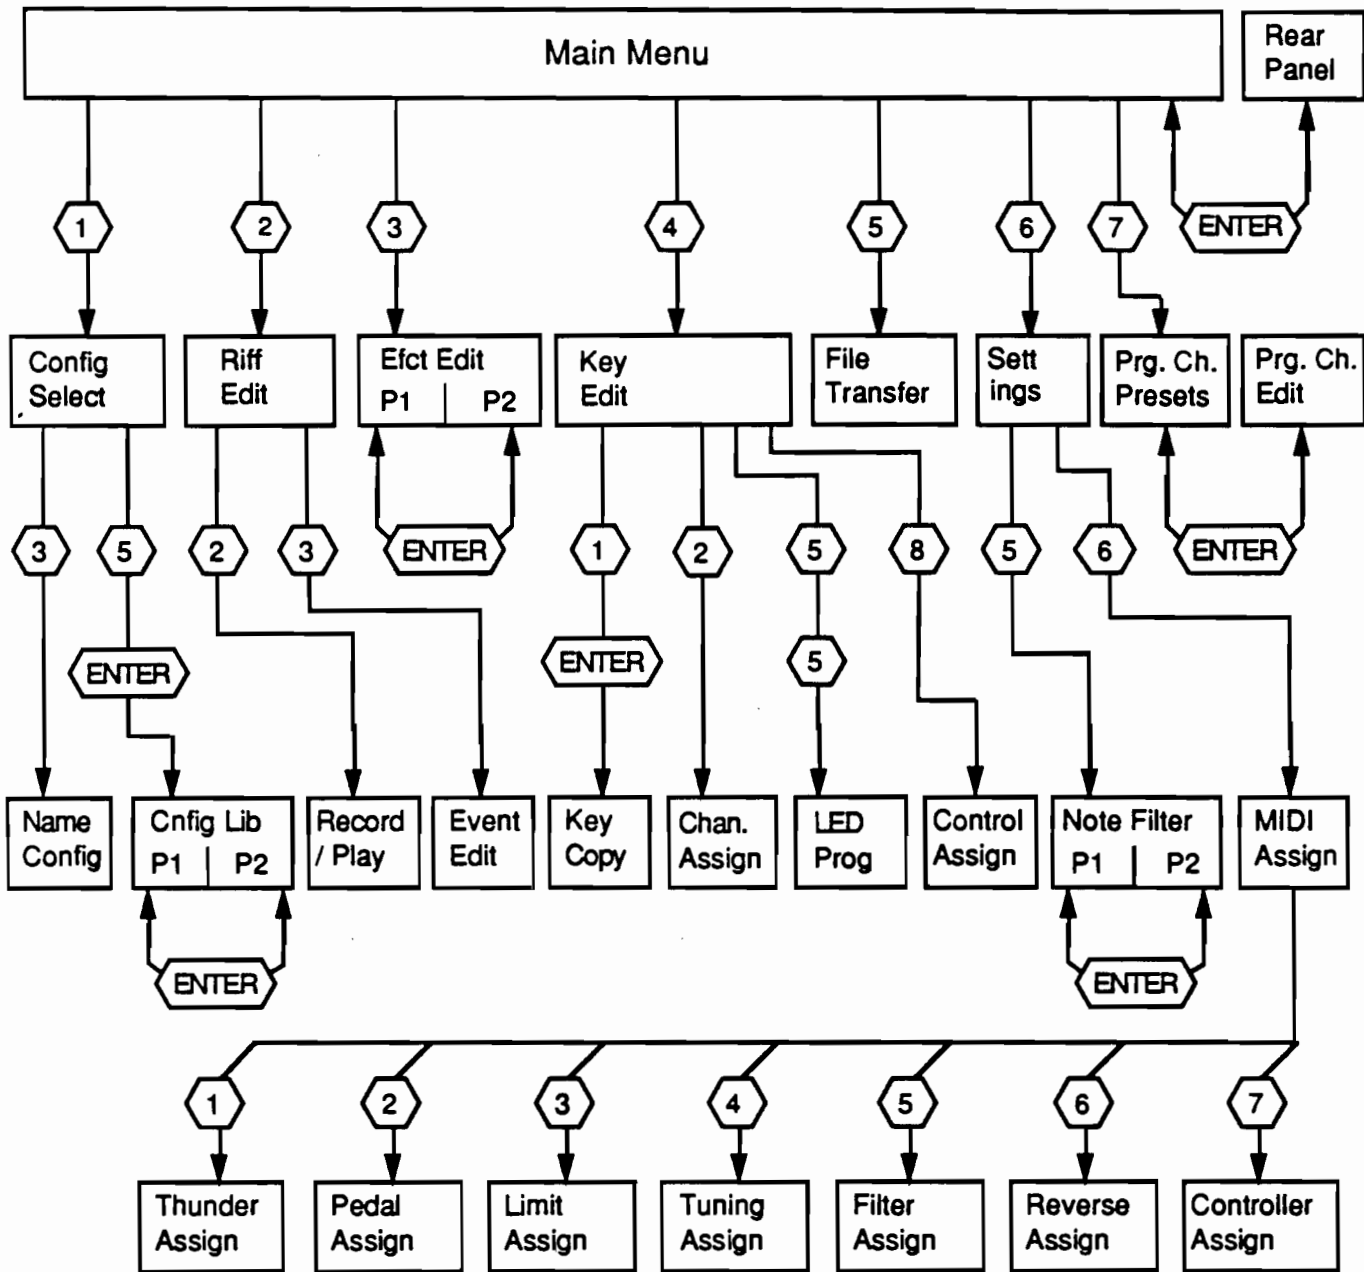 Main Menu
Rear
Panel
1
2
3
4
5
6
7
ENTER
Config
Select
Riff
Edit
Efct Edit
P1
P2
Key
Edit
File
Transfer
Sett
ings
Prg. Ch.
Presets
Prg. Ch.
Edit
3
5
2
3
ENTER
1
2
5
8
5
6
ENTER
ENTER
ENTER
5
Name
Config
Cnfig Lib
P1
P2
Record
/ Play
Event
Edit
Key
Copy
Chan.
Assign
LED
Prog
Control
Assign
Note Filter
P1
P2
MIDI
Assign
ENTER
ENTER
1
2
3
4
5
6
7
Thunder
Assign
Pedal
Assign
Limit
Assign
Tuning
Assign
Filter
Assign
Reverse
Assign
Controller
Assign